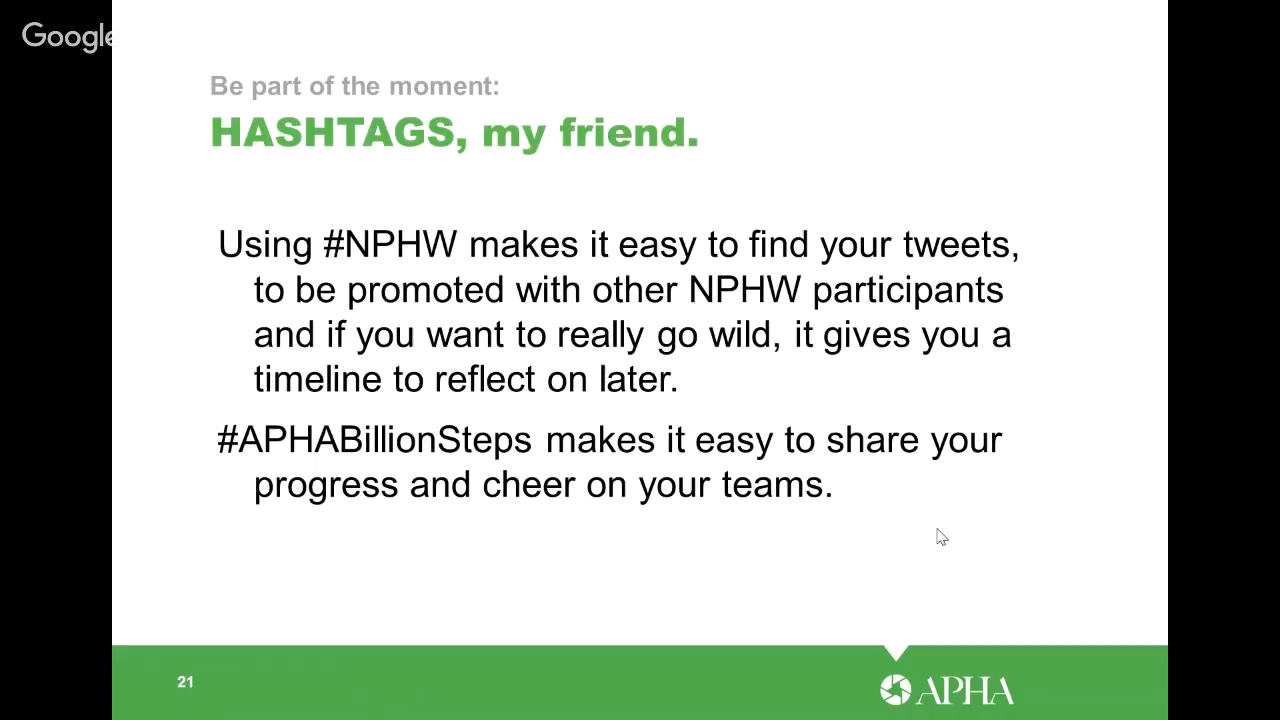 Google
Be part of the moment:
HASHTAGS, my friend.
Using #NPHW makes it easy to find your tweets,
to be promoted with other NPHW participants
and if you want to really go wild, it gives you a
timeline to reflect on later.
#APHABillionSteps makes it easy to share your
progress and cheer on your teams.
21
APHA